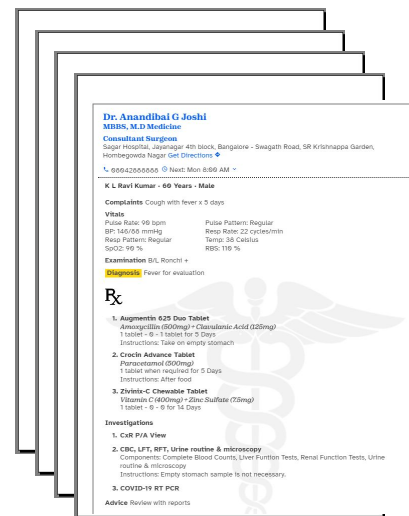 Dr. Anandibai G Joshi
MBBS, M.D Medicine
Consultant Surgeon
Sagar Hospital, Jayanagar 4th block, Bangalore - Swagath Road, SR Krishnappa Garden,
Hombegowda Nagar Get Directions
08042888888 Next: Mon 8:00 AM
K L Ravi Kumar - 60 Years - Male
Complaints Cough with fever x 5 days
Vitals
Pulse Rate: 90 bpm Pulse Pattern: Regular
BP: 146/86 mmHg Resp Rate: 22 cycles/min
Resp Pattern: Regular Temp: 38 Celsius
SpO2: 90 % RBS: 110 %
Examination B/L Ronchi +
Diagnosis Fever for evaluation
Rx
1. Augmentin 625 Duo Tablet
Amoxycillin (500mg) + Clavulanic Acid (125mg)
1 tablet - 0 - 1 tablet for 5 Days
Instructions: Take on empty stomach
2. Crocin Advance Tablet
Paracetamol (500mg)
1 tablet when required for 5 Days
Instructions: After food
3. Zivinix-C Chewable Tablet
Vitamin C (400mg) + Zinc Sulfate (7.5mg)
1 tablet - 0 - 0 for 14 Days
Investigations
1. CxR P/A View
2. CBC, LFT, RFT, Urine routine & microscopy
Components: Complete Blood Counts, Liver Funtion Tests, Renal Function Tests, Urine
routine & microscopy
Instructions: Empty stomach sample is not necessary.
3. COVID-19 RT PCR
Advice Review with reports